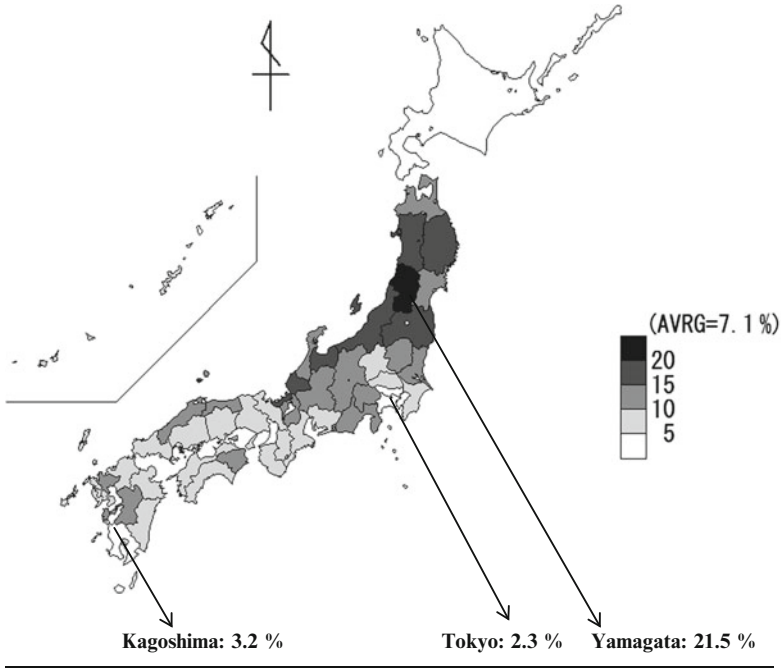 (AVRG=7.1%)
20
15
10
5
Kagoshima: 3.2 %
Tokyo: 2.3 %
Yamagata: 21.5 %